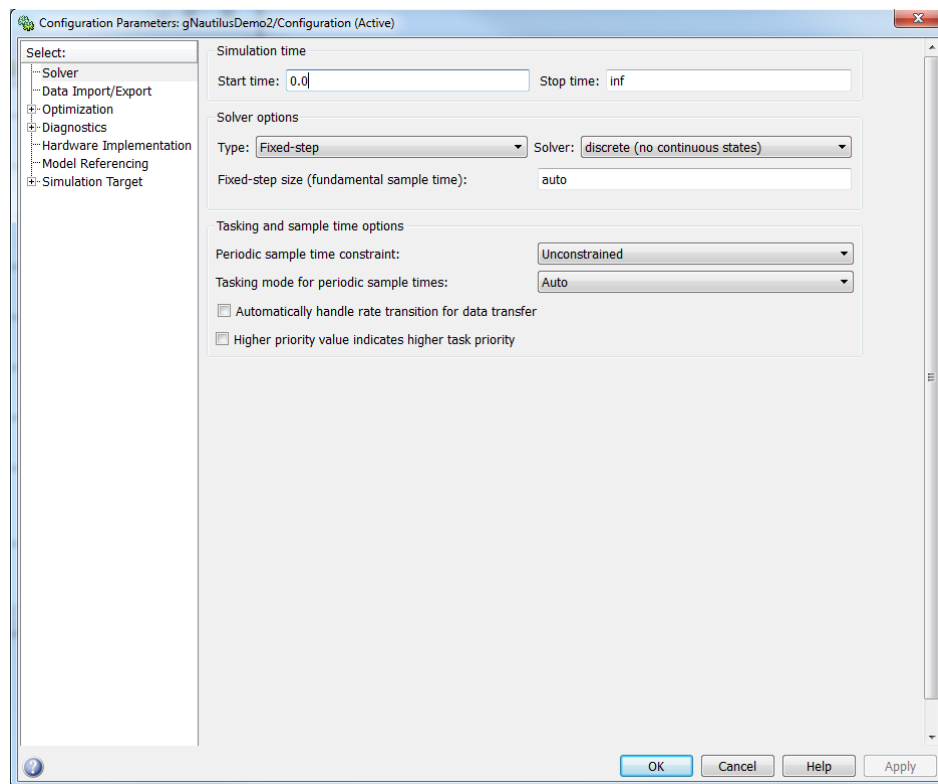 Configuration Parameters: gNautilusDemo2/Configuration (Active)
Select:
Solver
Data Import/Export
Optimization
Diagnostics
Hardware Implementation
Model Referencing
Simulation Target
Simulation time
Start time: 0.0 Stop time: inf
Solver options
Type: Fixed-step Solver: discrete (no continuous states)
Fixed-step size (fundamental sample time): auto
Tasking and sample time options
Periodic sample time constraint: Unconstrained
Tasking mode for periodic sample times: Auto
Automatically handle rate transition for data transfer
Higher priority value indicates higher task priority
OK Cancel Help Apply